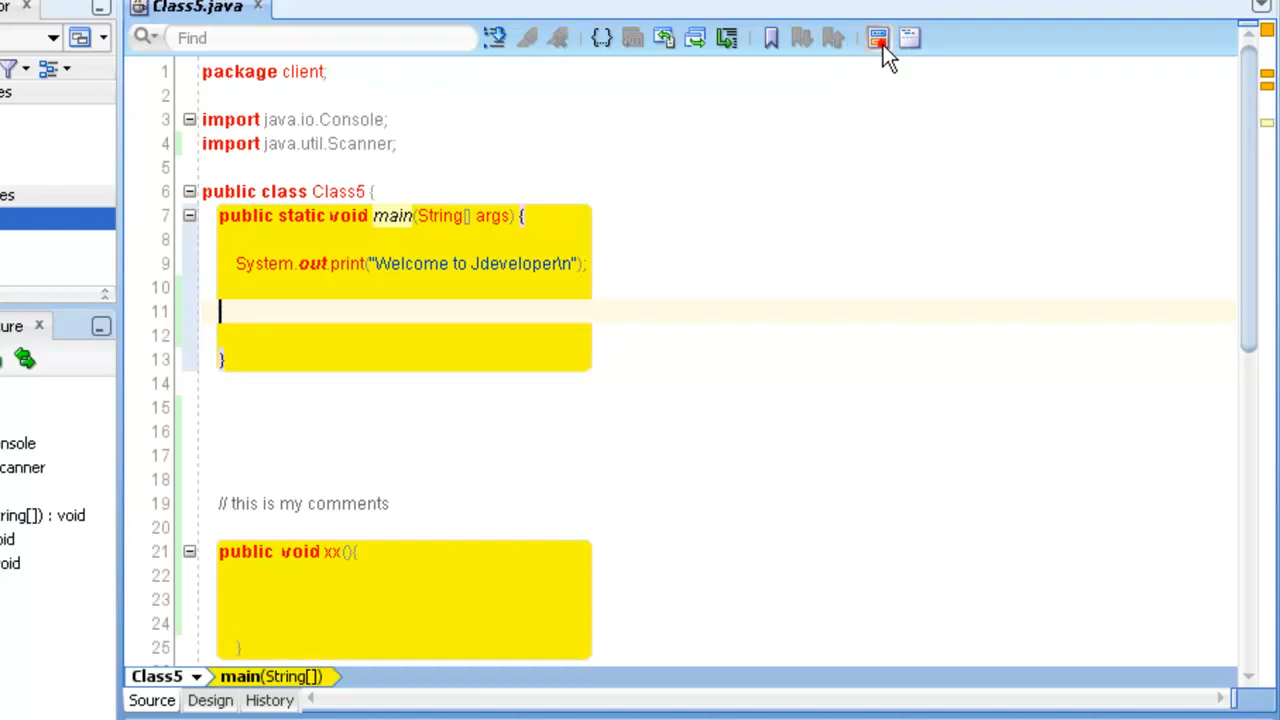 or
Class5.java
Find
1 package client;
2
3 import java.io.Console;
es
4 import java.util.Scanner;
5
6 public class Class5 {
es
7 public static void main(String[] args) {
8
9 System.out.print("Welcome to Jdeveloper\n");
10
11
12
ure
13 }
14
15
16
17
nsole
18
canner
19 // this is my comments
20
ring[]) : void
21 public void xx(){
oid
22
oid
23
24
25 }
Class5 main(String[])
Source Design History